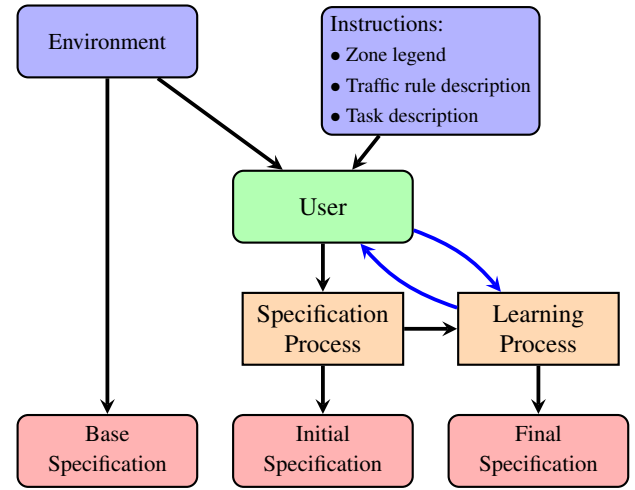 Environment
Instructions:
● Zone legend
● Traffic rule description
● Task description
User
Specification
Process
Learning
Process
Base
Specification
Initial
Specification
Final
Specification